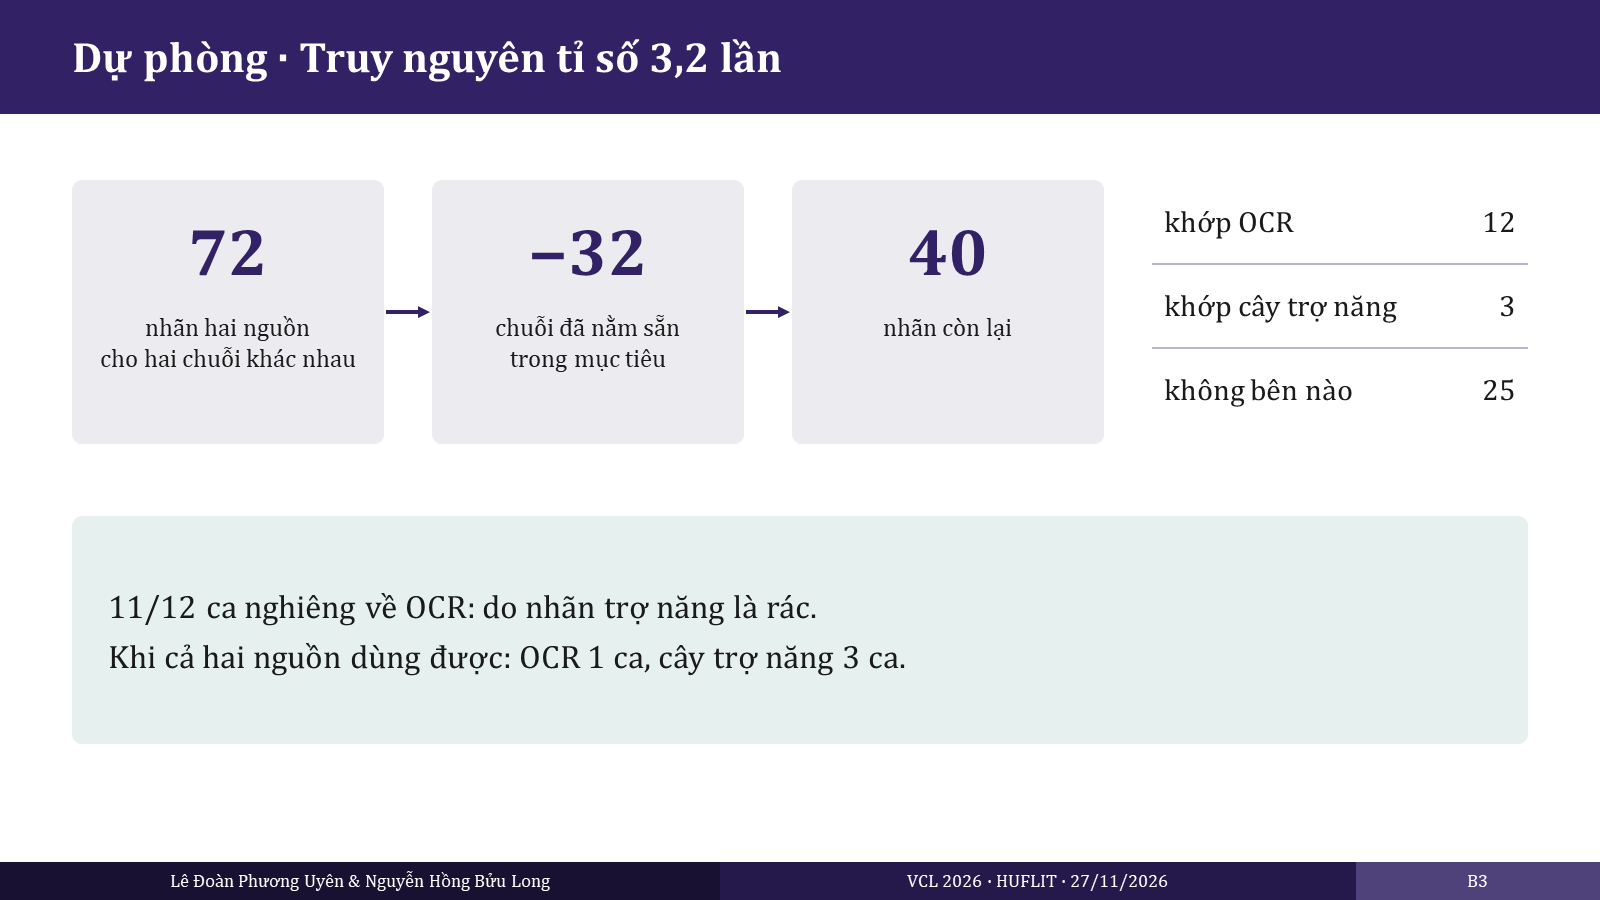 Dự phòng · Truy nguyên tỉ số 3,2 lần
72
nhãn hai nguồn
cho hai chuỗi khác nhau
−32
chuỗi đã nằm sẵn
trong mục tiêu
40
nhãn còn lại
khớp OCR 12
khớp cây trợ năng 3
không bên nào 25
11/12 ca nghiêng về OCR: do nhãn trợ năng là rác.
Khi cả hai nguồn dùng được: OCR 1 ca, cây trợ năng 3 ca.
Lê Đoàn Phương Uyên & Nguyễn Hồng Bửu Long
VCL 2026 · HUFLIT · 27/11/2026
B3